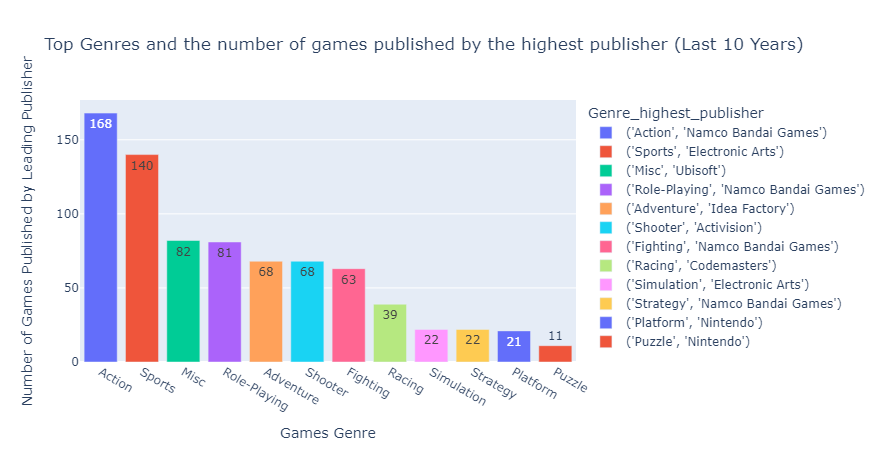 Top Genres and the number of games published by the highest publisher (Last 10 Years)
Number of Games Published by Leading Publisher
150
100
50
0
168
140
82
81
68
68
63
39
22
22
21
11
Action
Sports
Misc
Role-Playing
Adventure
Shooter
Fighting
Racing
Simulation
Strategy
Platform
Puzzle
Games Genre
Genre_highest_publisher
('Action', 'Namco Bandai Games')
('Sports', 'Electronic Arts')
('Misc', 'Ubisoft')
('Role-Playing', 'Namco Bandai Games')
('Adventure', 'Idea Factory')
('Shooter', 'Activision')
('Fighting', 'Namco Bandai Games')
('Racing', 'Codemasters')
('Simulation', 'Electronic Arts')
('Strategy', 'Namco Bandai Games')
('Platform', 'Nintendo')
('Puzzle', 'Nintendo')